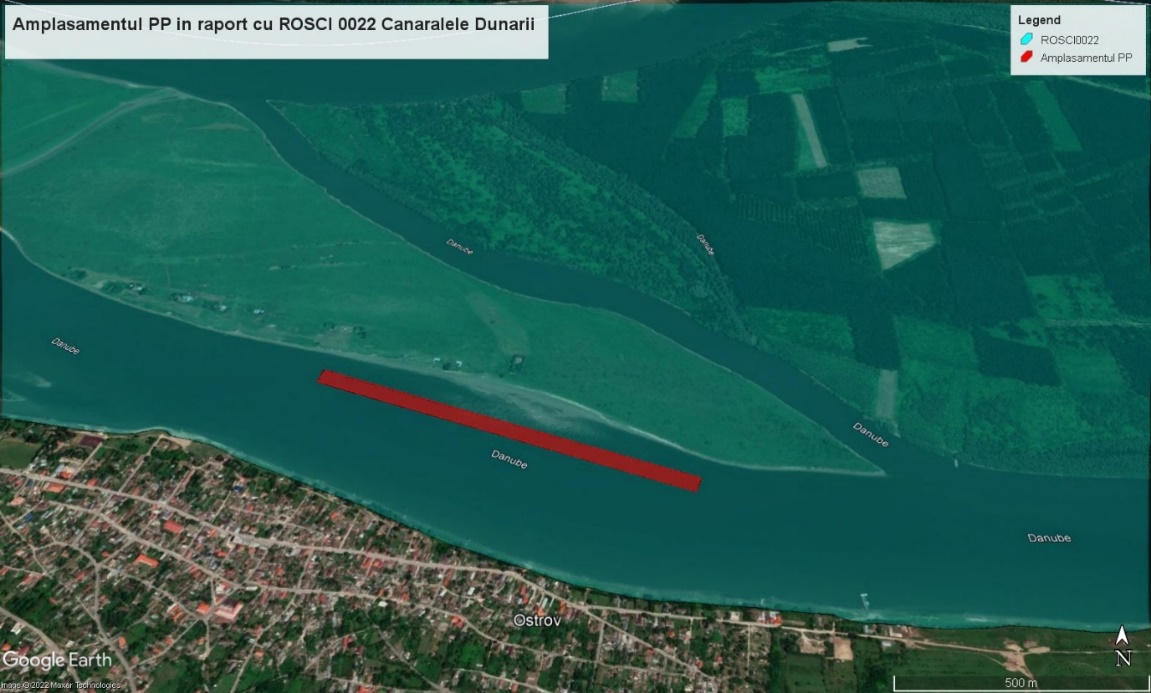 Amplasamentul PP in raport cu ROSCI 0022 Canaralele Dunarii
Legend
ROSCI0022
Amplasamentul PP
Danube
Danube
Danube
Danube
Danube
Danube
Ostrov
Google Earth
Image © 2022 Maxar Technologies
N
500 m